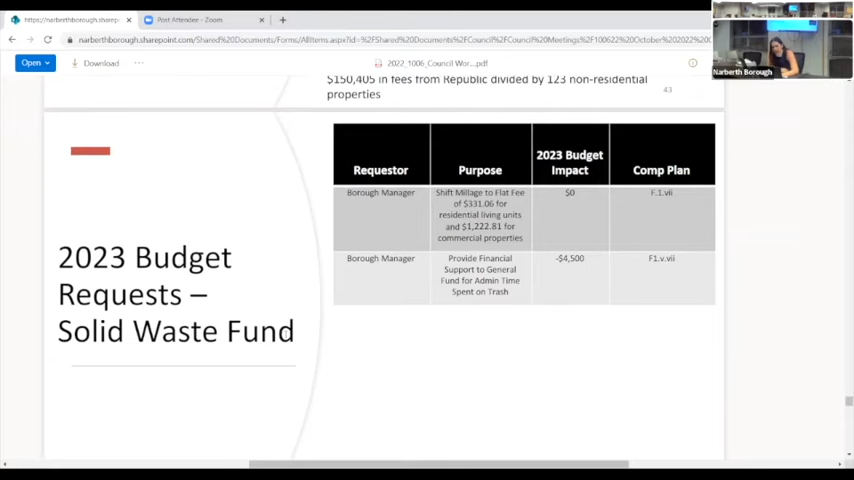 https://narberthborough.sharep
Post Attendee - Zoom
narberthborough.sharepoint.com/Shared%20Documents/Forms/AllItems.aspx?id=%2FShared%20Documents%2FCouncil%2FCouncil%20Meetings%2F100622%20October%202022%20C
Open
Download
2022_1006_Council Wor....pdf
Narberth Borough
$150,405 in fees from Republic divided by 123 non-residential
properties
43
2023 Budget
Requests –
Solid Waste Fund
Requestor
Purpose
2023 Budget
Impact
Comp Plan
Borough Manager
Shift Millage to Flat Fee
of $331.06 for
residential living units
and $1,222.81 for
commercial properties
$0
F.1.vii
Borough Manager
Provide Financial
Support to General
Fund for Admin Time
Spent on Trash
-$4,500
F1.v.vii